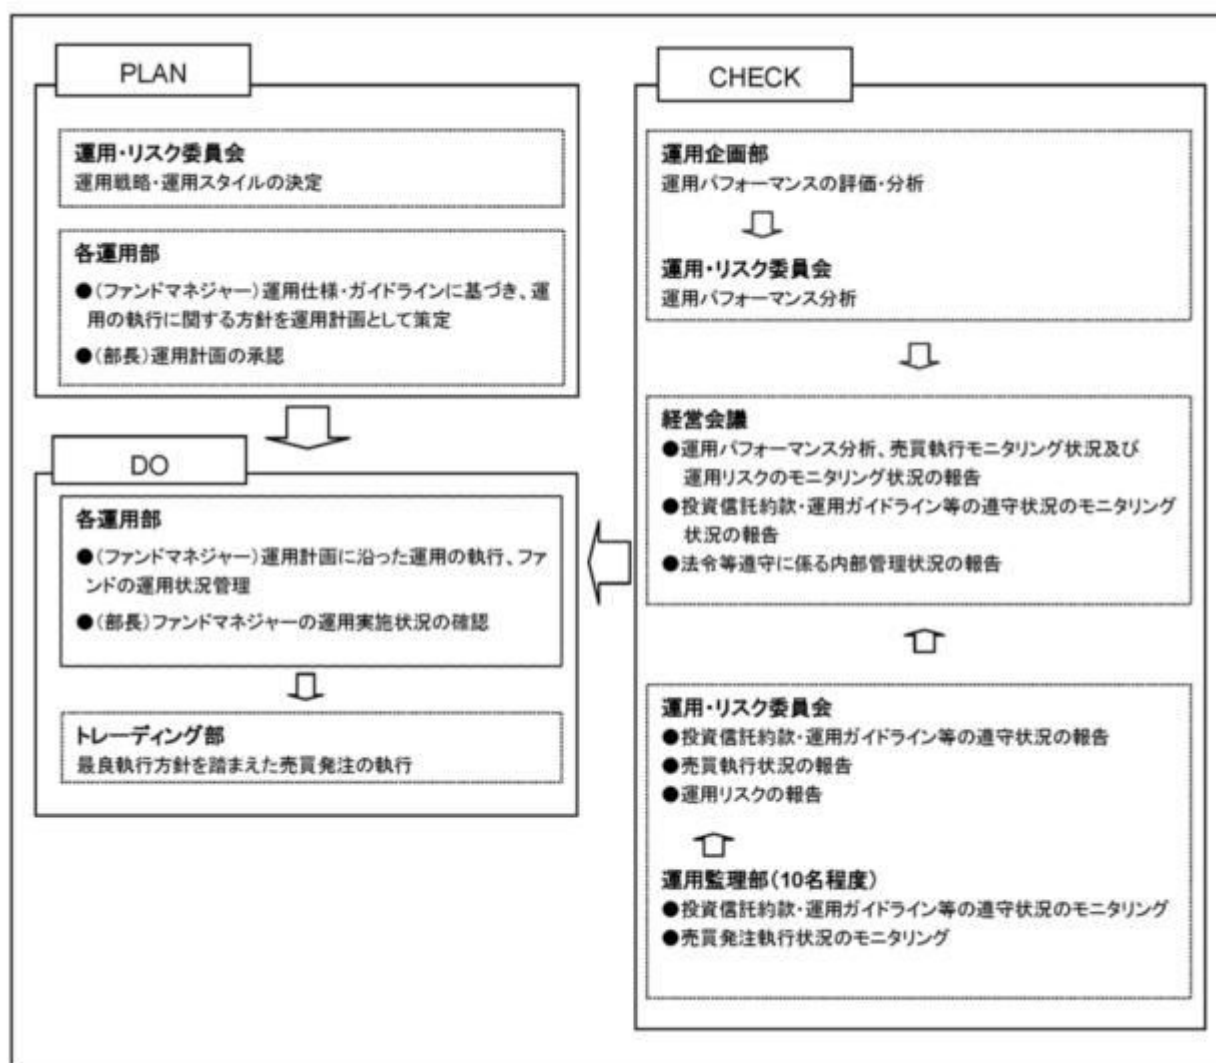 PLAN
運用・リスク委員会
運用戦略・運用スタイルの決定
各運用部
●(ファンドマネジャー)運用仕様・ガイドラインに基づき、運
用の執行に関する方針を運用計画として策定
●(部長)運用計画の承認
DO
各運用部
●(ファンドマネジャー)運用計画に沿った運用の執行、ファ
ンドの運用状況管理
●(部長)ファンドマネジャーの運用実施状況の確認
トレーディング部
最良執行方針を踏まえた売買発注の執行
CHECK
運用企画部
運用パフォーマンスの評価・分析
運用・リスク委員会
運用パフォーマンス分析
経営会議
●運用パフォーマンス分析、売買執行モニタリング状況及び
運用リスクのモニタリング状況の報告
●投資信託約款・運用ガイドライン等の遵守状況のモニタリング
状況の報告
●法令等遵守に係る内部管理状況の報告
運用・リスク委員会
●投資信託約款・運用ガイドライン等の遵守状況の報告
●売買執行状況の報告
●運用リスクの報告
運用監理部(10名程度)
●投資信託約款・運用ガイドライン等の遵守状況のモニタリング
●売買発注執行状況のモニタリング